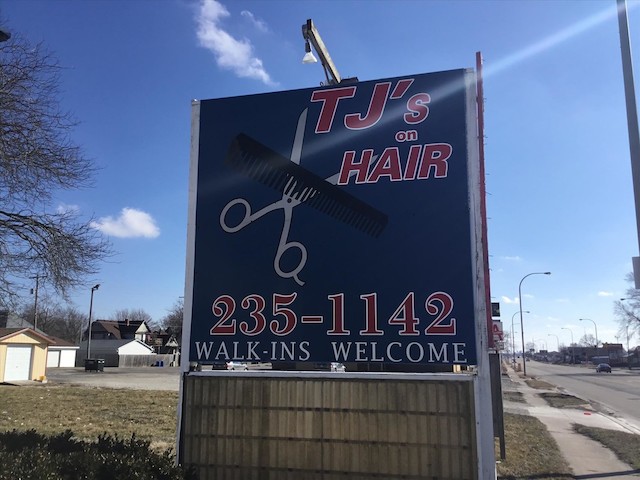 TJ's
on
HAIR
235-1142
WALK-INS WELCOME